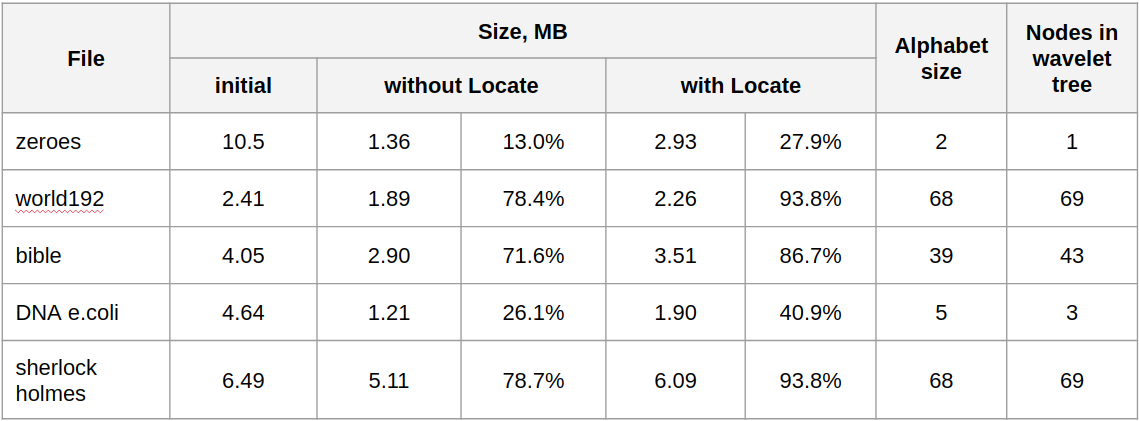 File Size, MB Alphabet size Nodes in wavelet tree
initial without Locate with Locate
zeroes 10.5 1.36 13.0% 2.93 27.9% 2 1
world192 2.41 1.89 78.4% 2.26 93.8% 68 69
bible 4.05 2.90 71.6% 3.51 86.7% 39 43
DNA e.coli 4.64 1.21 26.1% 1.90 40.9% 5 3
sherlock holmes 6.49 5.11 78.7% 6.09 93.8% 68 69